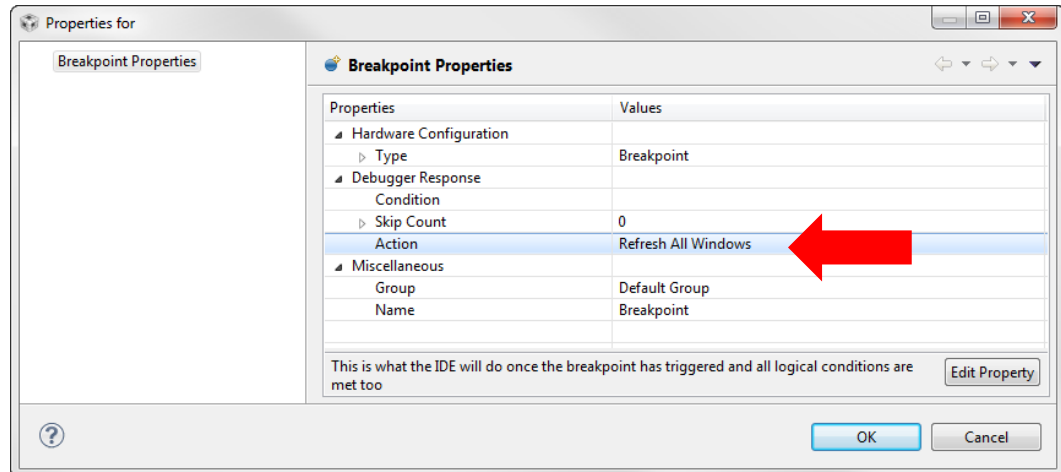 Properties for
Breakpoint Properties
Breakpoint Properties
Properties Values
Hardware Configuration
Type Breakpoint
Debugger Response
Condition
Skip Count 0
Action Refresh All Windows
Miscellaneous
Group Default Group
Name Breakpoint
This is what the IDE will do once the breakpoint has triggered and all logical conditions are
met too
Edit Property
OK Cancel